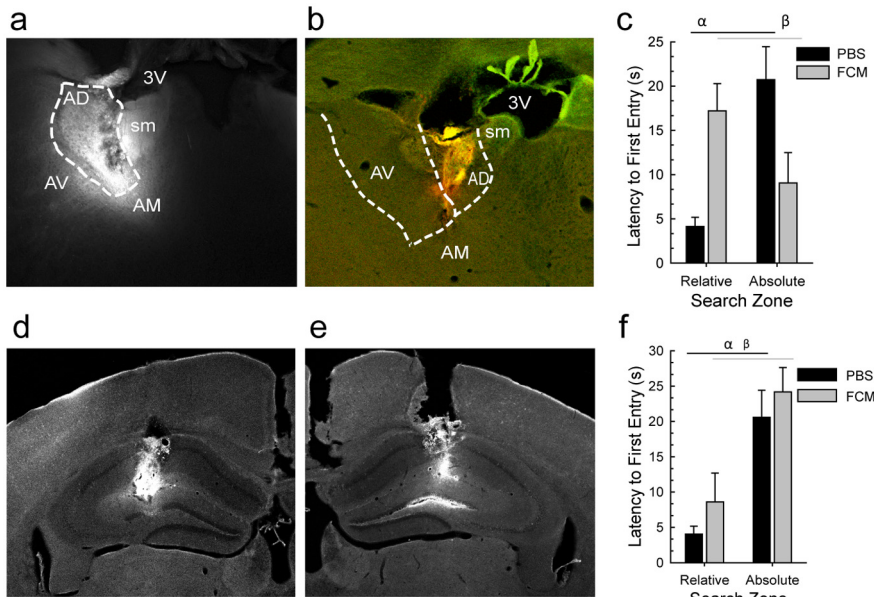 a
AD
3V
sm
AV
AM
b
3V
sm
AV
AD
AM
c
α
β
PBS
FCM
Latency to First Entry (s)
25
20
15
10
5
0
Relative
Absolute
Search Zone
d
e
f
α β
PBS
FCM
Latency to First Entry (s)
30
25
20
15
10
5
0
Relative
Absolute
Search Zone